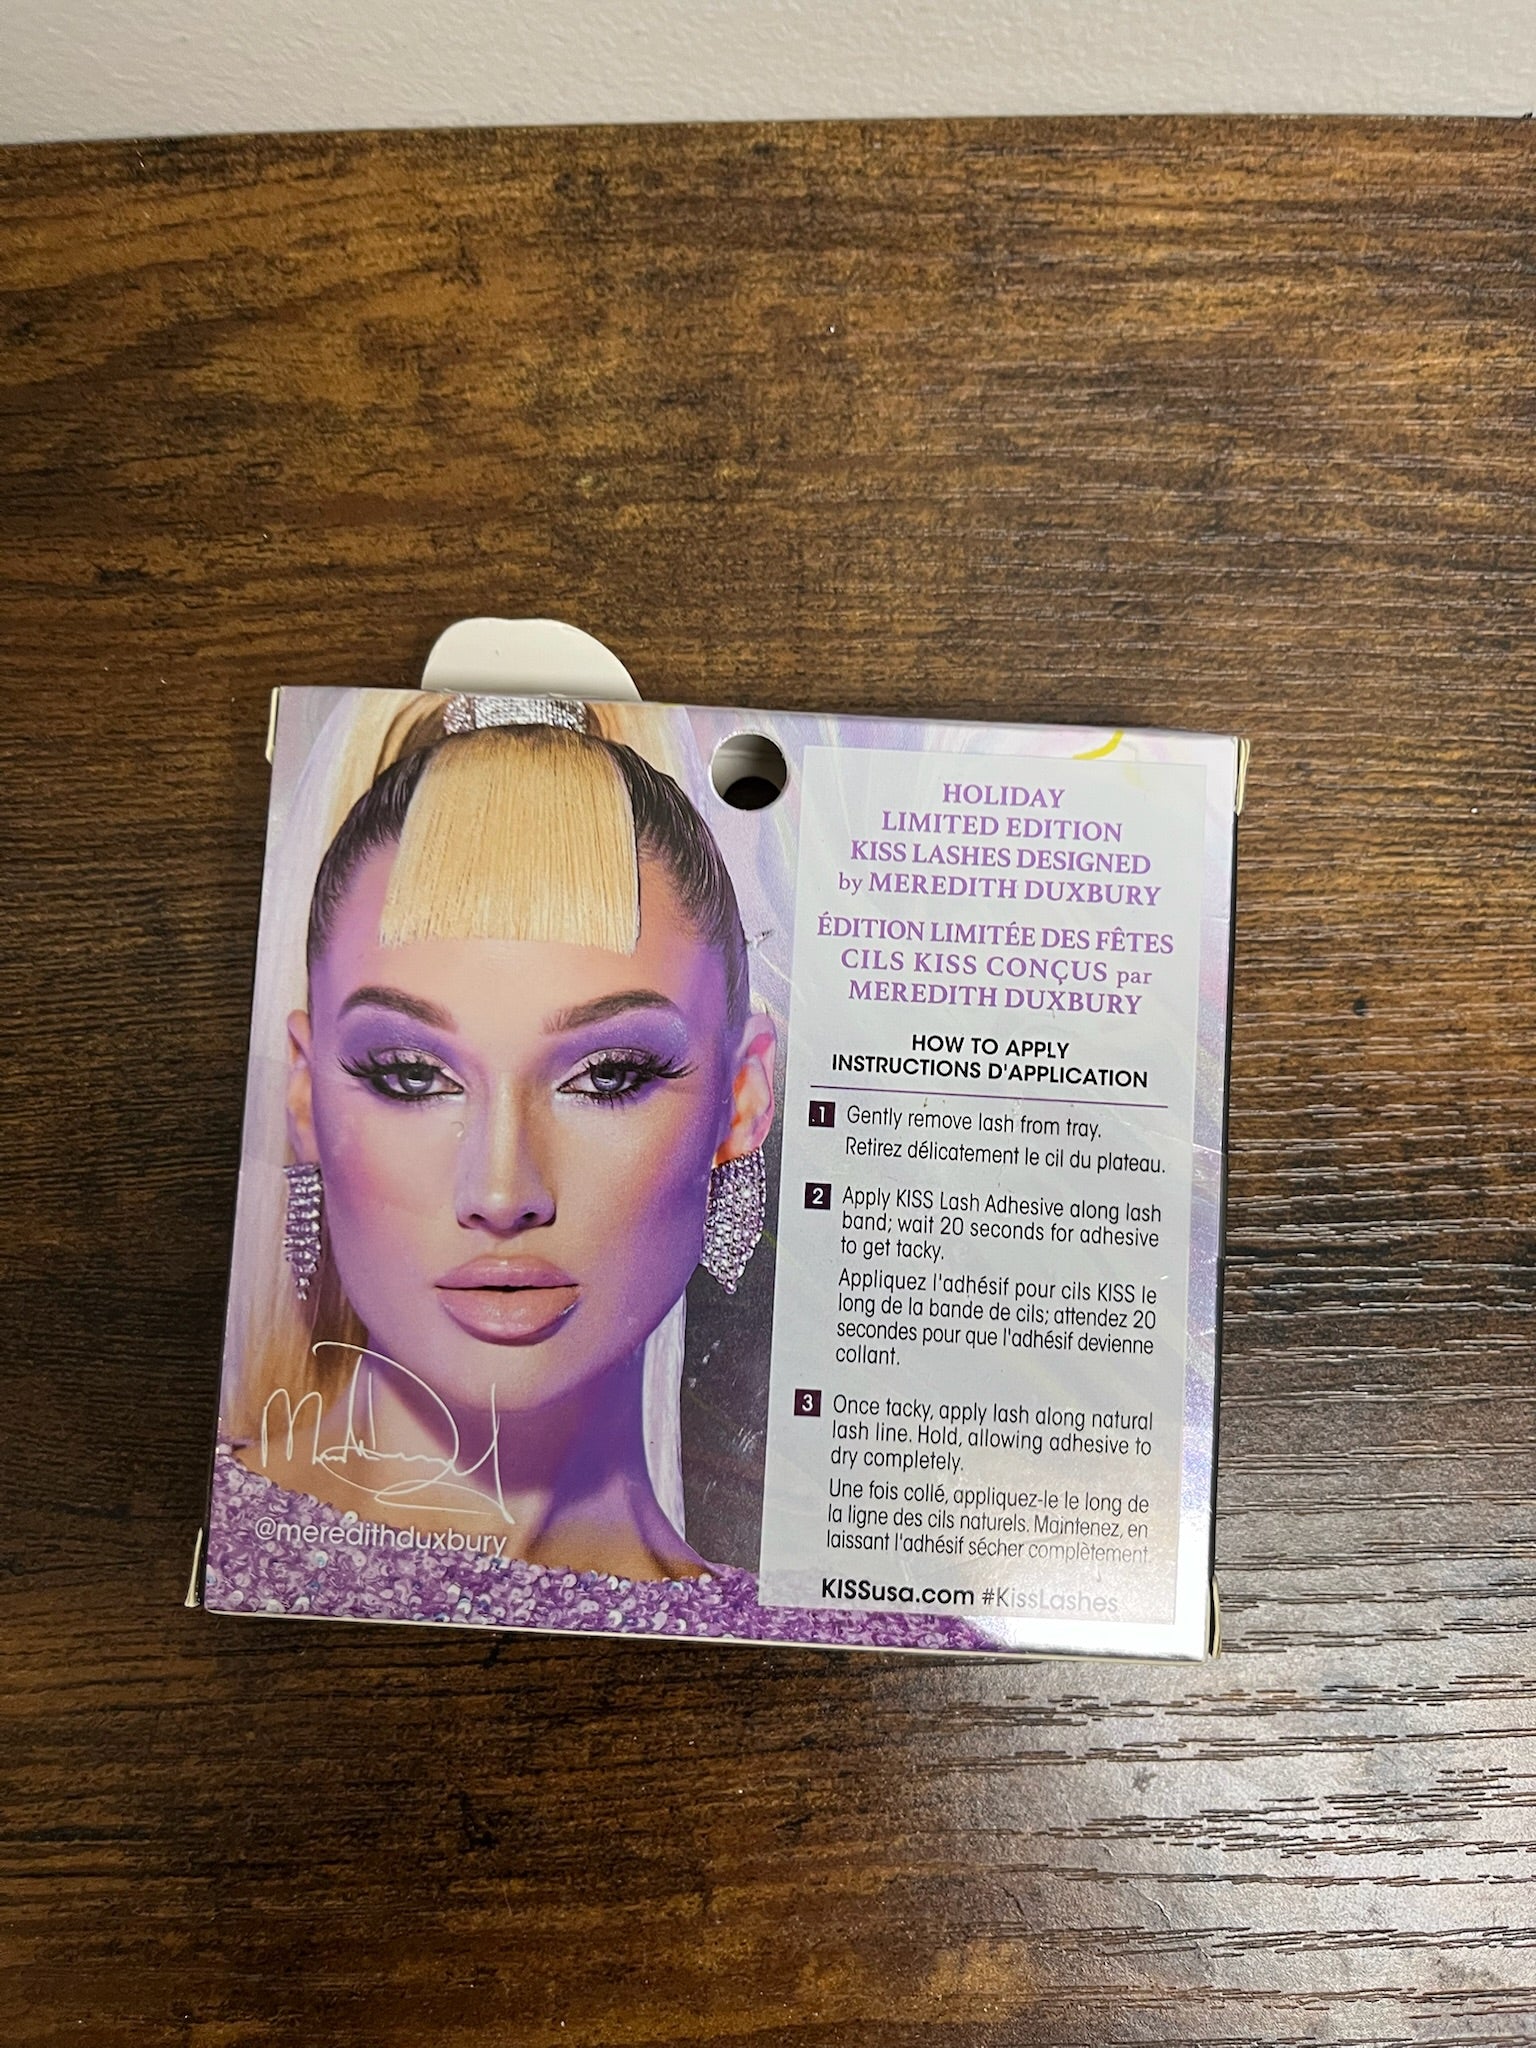 HOLIDAY
LIMITED EDITION
KISS LASHES DESIGNED
by MEREDITH DUXBURY
ÉDITION LIMITÉE DES FÊTES
CILS KISS CONÇUS par
MEREDITH DUXBURY
HOW TO APPLY
INSTRUCTIONS D'APPLICATION
1 Gently remove lash from tray.
Retirez délicatement le cil du plateau.
2 Apply KISS Lash Adhesive along lash
band; wait 20 seconds for adhesive
to get tacky.
Appliquez l'adhésif pour cils KISS le
long de la bande de cils; attendez 20
secondes pour que l'adhésif devienne
collant.
3 Once tacky, apply lash along natural
lash line. Hold, allowing adhesive to
dry completely.
Une fois collé, appliquez-le le long de
la ligne des cils naturels. Maintenez, en
laissant l'adhésif sécher complètement.
KISSusa.com #KissLashes
@meredithduxbury